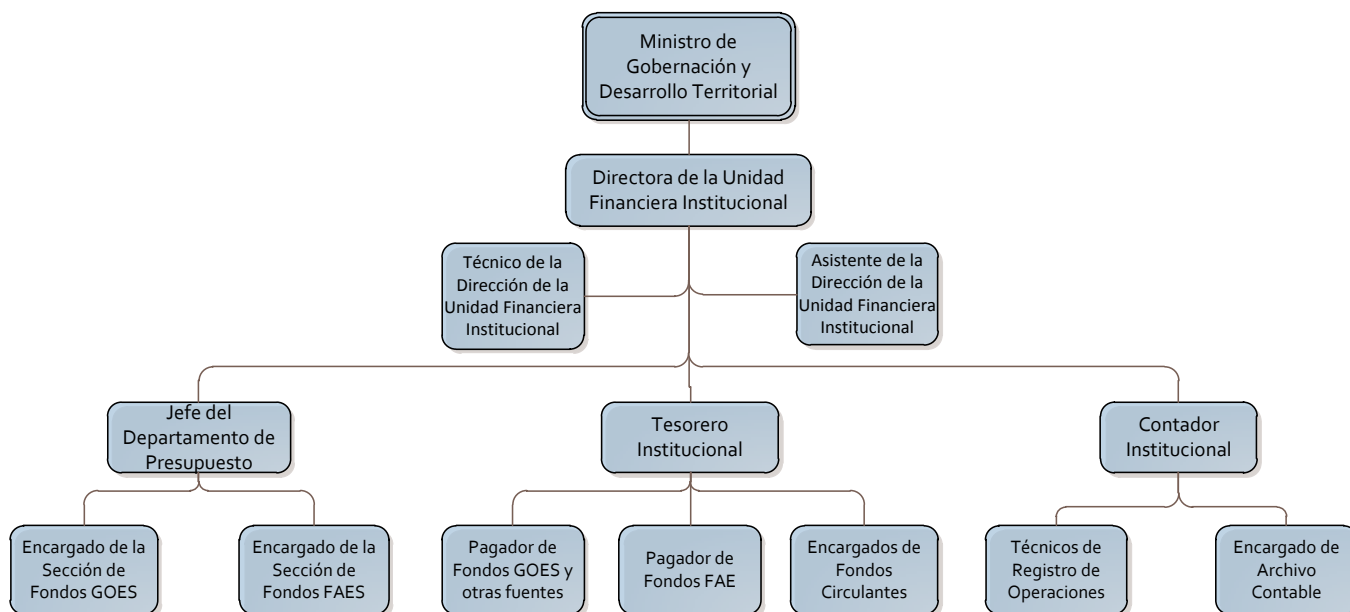 Ministro de
Gobernación y
Desarrollo Territorial
Directora de la Unidad
Financiera Institucional
Técnico de la
Dirección de la
Unidad Financiera
Institucional
Asistente de la
Dirección de la
Unidad Financiera
Institucional
Jefe del
Departamento de
Presupuesto
Tesorero
Institucional
Contador
Institucional
Encargado de la
Sección de
Fondos GOES
Encargado de la
Sección de
Fondos FAES
Pagador de
Fondos GOES y
otras fuentes
Pagador de
Fondos FAE
Encargados de
Fondos
Circulantes
Técnicos de
Registro de
Operaciones
Encargado de
Archivo
Contable